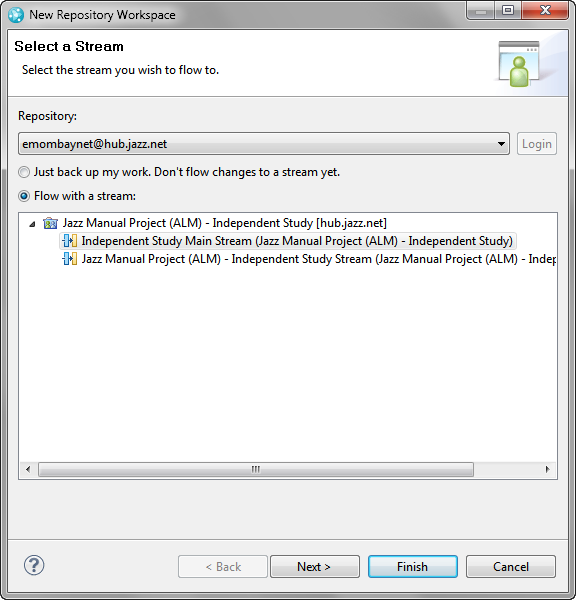 New Repository Workspace
Select a Stream
Select the stream you wish to flow to.
Repository:
emombaynet@hub.jazz.net
Login
Just back up my work. Don't flow changes to a stream yet.
Flow with a stream:
Jazz Manual Project (ALM) - Independent Study [hub.jazz.net]
Independent Study Main Stream (Jazz Manual Project (ALM) - Independent Study)
Jazz Manual Project (ALM) - Independent Study Stream (Jazz Manual Project (ALM) - Indep
?
< Back
Next >
Finish
Cancel